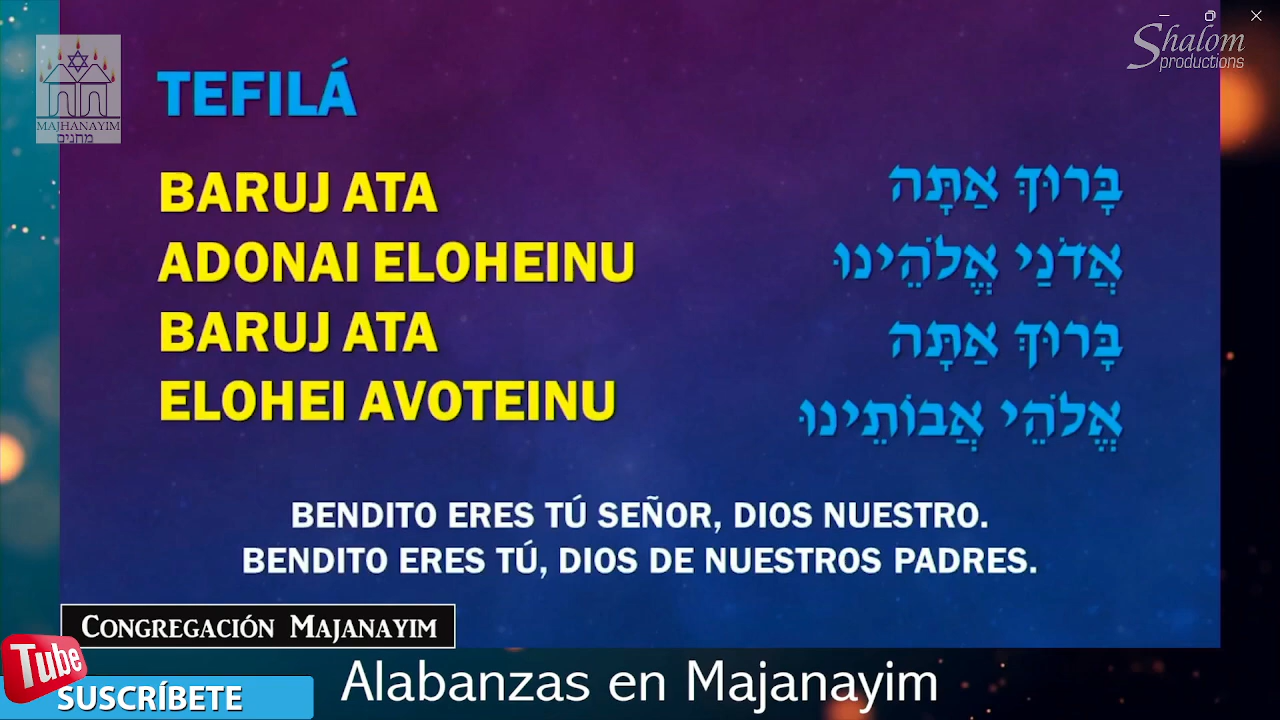 Shalom
productions
MAJHANAYIM
מחנים
TEFILÁ
BARUJ ATA
בָּרוּךְ אַתָּה
ADONAI ELOHEINU
אֲדֹנַי אֱלֹהֵינוּ
BARUJ ATA
בָּרוּךְ אַתָּה
ELOHEI AVOTEINU
אֱלֹהֵי אֲבוֹתֵינוּ
BENDITO ERES TÚ SEÑOR, DIOS NUESTRO.
BENDITO ERES TÚ, DIOS DE NUESTROS PADRES.
CONGREGACIÓN MAJANAYIM
Tube
SUSCRÍBETE
Alabanzas en Majanayim